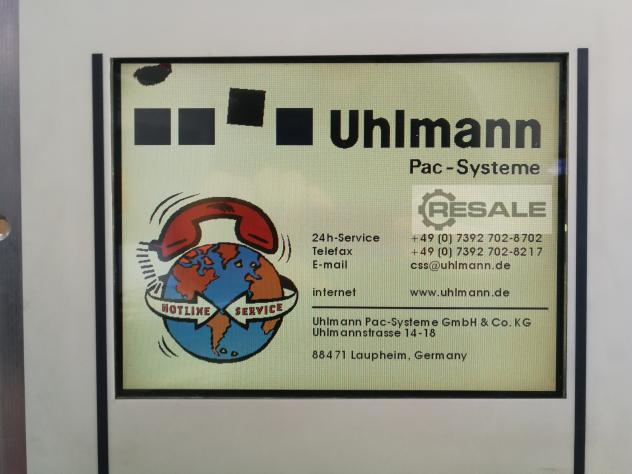 Uhlmann
Pac-Systeme
RESALE
24h-Service +49 (0) 7392 702-8702
Telefax +49 (0) 7392 702-8217
E-mail css@uhlmann.de
internet www.uhlmann.de
HOTLINE SERVICE
Uhlmann Pac-Systeme GmbH & Co. KG
Uhlmannstrasse 14-18
88471 Laupheim, Germany